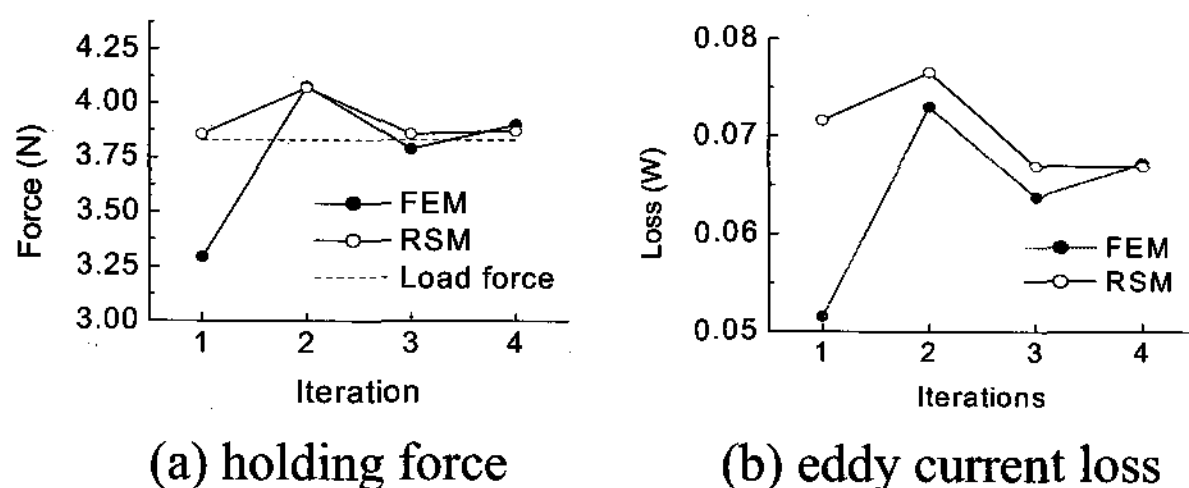 4.25
4.00
3.75
3.50
3.25
3.00
Force (N)
FEM
RSM
Load force
1 2 3 4
Iteration
(a) holding force
0.08
0.07
0.06
0.05
Loss (W)
FEM
RSM
1 2 3 4
Iterations
(b) eddy current loss